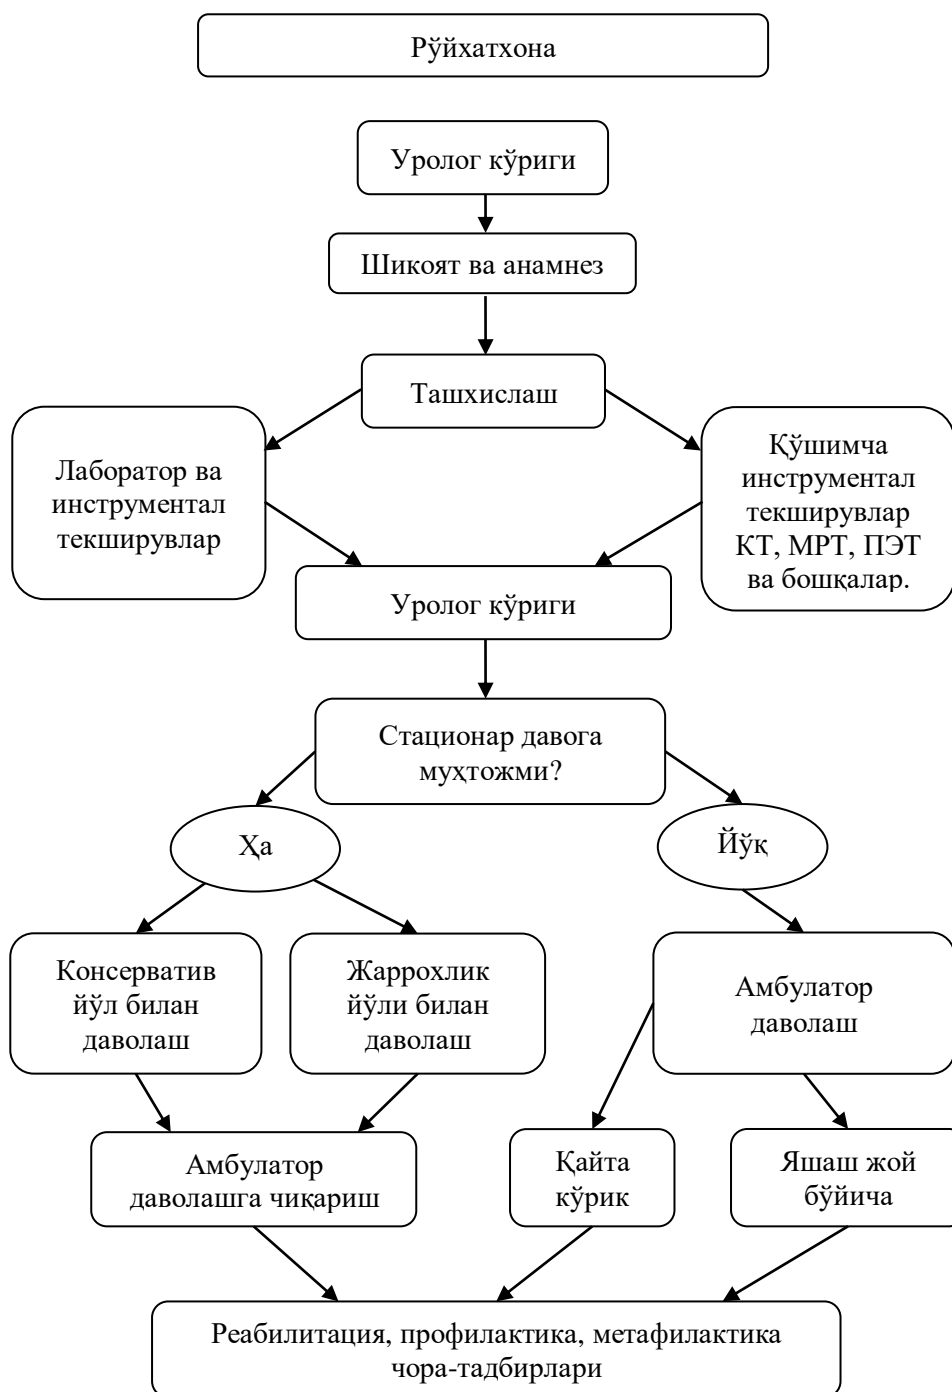 Рўйхатхона
Уролог кўриги
Шикоят ва анамнез
Ташхислаш
Лаборатор ва
инструментал
текширувлар
Қўшимча
инструментал
текширувлар
КТ, МРТ, ПЭТ
ва бошқалар.
Уролог кўриги
Стационар давога
муҳтожми?
Ҳа
Йўқ
Консерватив
йўл билан
даволаш
Жаррохлик
йўли билан
даволаш
Амбулатор
даволаш
Амбулатор
даволашга чиқариш
Қайта
кўрик
Яшаш жой
бўйича
Реабилитация, профилактика, метафилактика
чора-тадбирлари